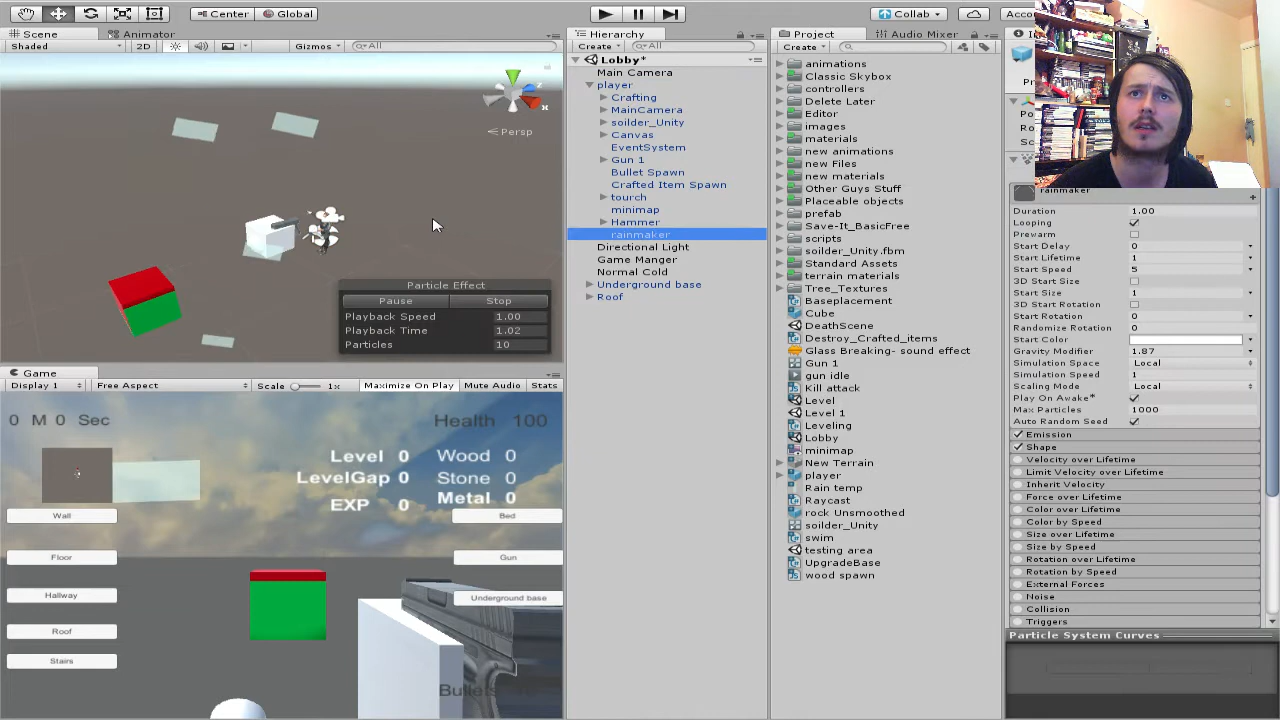 Center Global Collab Accou
Scene Animator
Shaded 2D Gizmos All
Persp
Particle Effect
Pause Stop
Playback Speed 1.00
Playback Time 1.02
Particles 10
Game
Display 1 Free Aspect Scale 1x Maximize On Play Mute Audio Stats
0 M 0 Sec Health 100
Level 0 Wood 0
LevelGap 0 Stone 0
EXP 0 Metal 0
Wall Bed
Floor Gun
Hallway Underground base
Roof
Stairs
Bullets
Hierarchy
Create All
Lobby*
Main Camera
player
Crafting
MainCamera
soilder_Unity
Canvas
EventSystem
Gun 1
Bullet Spawn
Crafted Item Spawn
tourch
minimap
Hammer
rainmaker
Directional Light
Game Manger
Normal Cold
Underground base
Roof
Project Audio Mixer
Create
animations
Classic Skybox
controllers
Delete Later
Editor
images
materials
new animations
new Files
new materials
Other Guys Stuff
Placeable objects
prefab
Save-It_BasicFree
scripts
soilder_Unity.fbm
Standard Assets
terrain materials
Tree_Textures
Baseplacement
Cube
DeathScene
Destroy_Crafted_items
Glass Breaking- sound effect
Gun 1
gun idle
Kill attack
Level
Level 1
Leveling
Lobby
minimap
New Terrain
player
Rain temp
Raycast
rock Unsmoothed
soilder_Unity
swim
testing area
UpgradeBase
wood spawn
rainmaker
Duration 1.00
Looping
Prewarm
Start Delay 0
Start Lifetime 1
Start Speed 5
3D Start Size
Start Size 1
3D Start Rotation
Start Rotation 0
Randomize Rotation 0
Start Color
Gravity Modifier 1.87
Simulation Space Local
Simulation Speed 1
Scaling Mode Local
Play On Awake*
Max Particles 1000
Auto Random Seed
Emission
Shape
Velocity over Lifetime
Limit Velocity over Lifetime
Inherit Velocity
Force over Lifetime
Color over Lifetime
Color by Speed
Size over Lifetime
Size by Speed
Rotation over Lifetime
Rotation by Speed
External Forces
Noise
Collision
Triggers
Particle System Curves